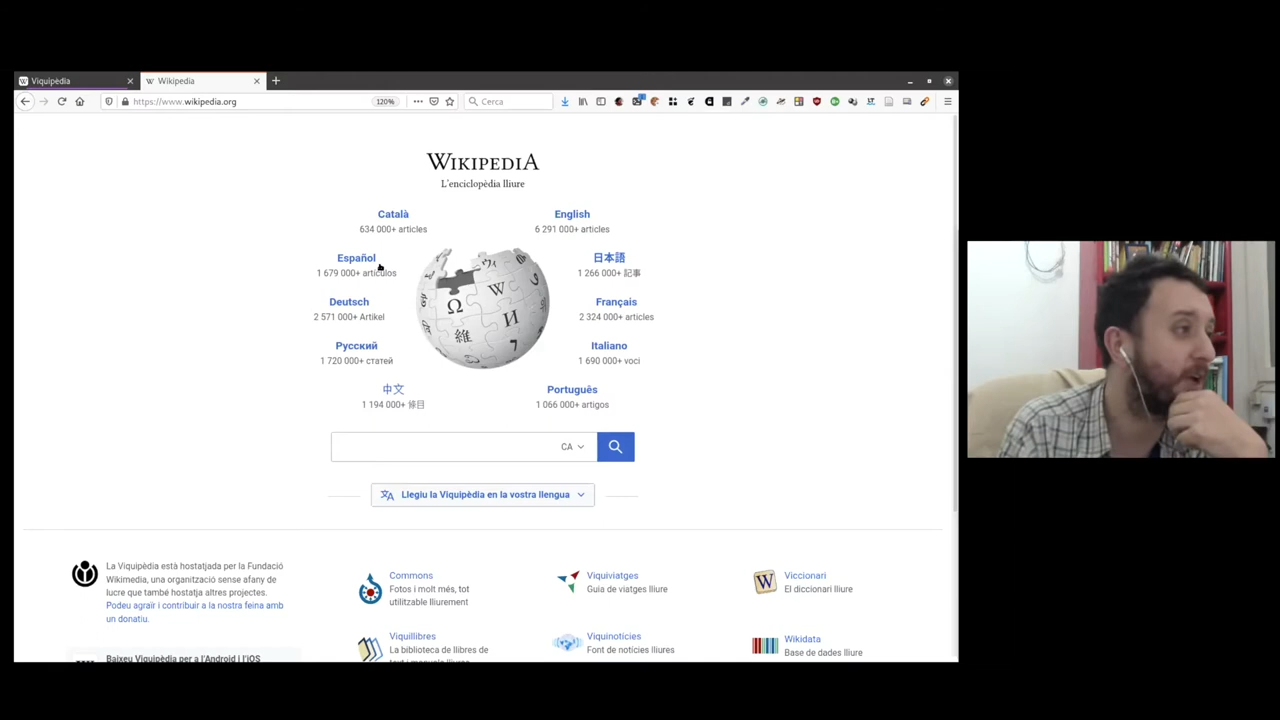 Viquipèdia
Wikipedia
https://www.wikipedia.org
120%
Cerca
WIKIPEDIA
L'enciclopèdia lliure
Català
634 000+ articles
English
6 291 000+ articles
Español
1 679 000+ artículos
日本語
1 266 000+ 記事
Deutsch
2 571 000+ Artikel
Français
2 324 000+ articles
Русский
1 720 000+ статей
Italiano
1 690 000+ voci
中文
1 194 000+ 條目
Português
1 066 000+ artigos
Ω
W
И
維
7
ウィ
CA
Llegiu la Viquipèdia en la vostra llengua
La Viquipèdia està hostatjada per la Fundació
Wikimedia, una organització sense afany de
lucre que també hostatja altres projectes.
Podeu agraïr i contribuir a la nostra feina amb
un donatiu.
Baixeu Viquipèdia per a l'Android i l'iOS
Commons
Fotos i molt més, tot
utilitzable lliurement
Viquiviatges
Guia de viatges lliure
Viccionari
El diccionari lliure
Viquillibres
La biblioteca de llibres de
Viquinotícies
Font de notícies lliures
Wikidata
Base de dades lliure